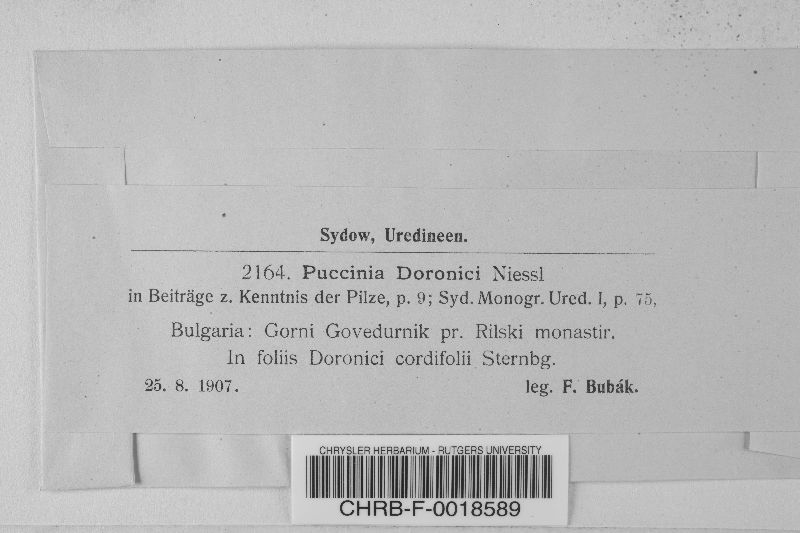 Sydow, Uredineen.
2164. Puccinia Doronici Niessl
in Beiträge z. Kenntnis der Pilze, p. 9; Syd. Monogr. Ured. I, p. 75,
Bulgaria: Gorni Govedurnik pr. Rilski monastir.
In foliis Doronici cordifolii Sternbg.
25. 8. 1907. leg. F. Bubák.
CHRYSLER HERBARIUM - RUTGERS UNIVERSITY
CHRB-F-0018589